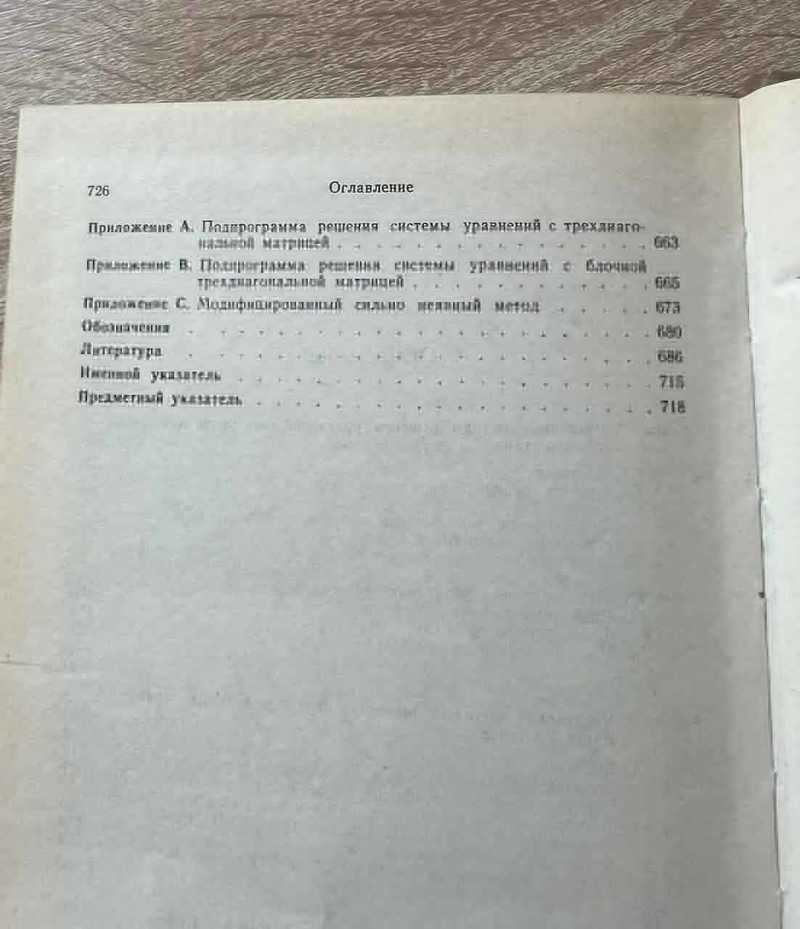 726 Оглавление
Приложение А. Подпрограмма решения системы уравнений с трехдиаго-
нальной матрицей . . . . . . . . . . . . . . . 663
Приложение В. Подпрограмма решения системы уравнений с блочной
трехдиагональной матрицей . . . . . . . . . . . 665
Приложение С. Модифицированный сильно неявный метод . . . . . 673
Обозначения . . . . . . . . . . . . . . . . . . . . 680
Литература . . . . . . . . . . . . . . . . . . . . 686
Именной указатель . . . . . . . . . . . . . . . . . 715
Предметный указатель . . . . . . . . . . . . . . . . 718